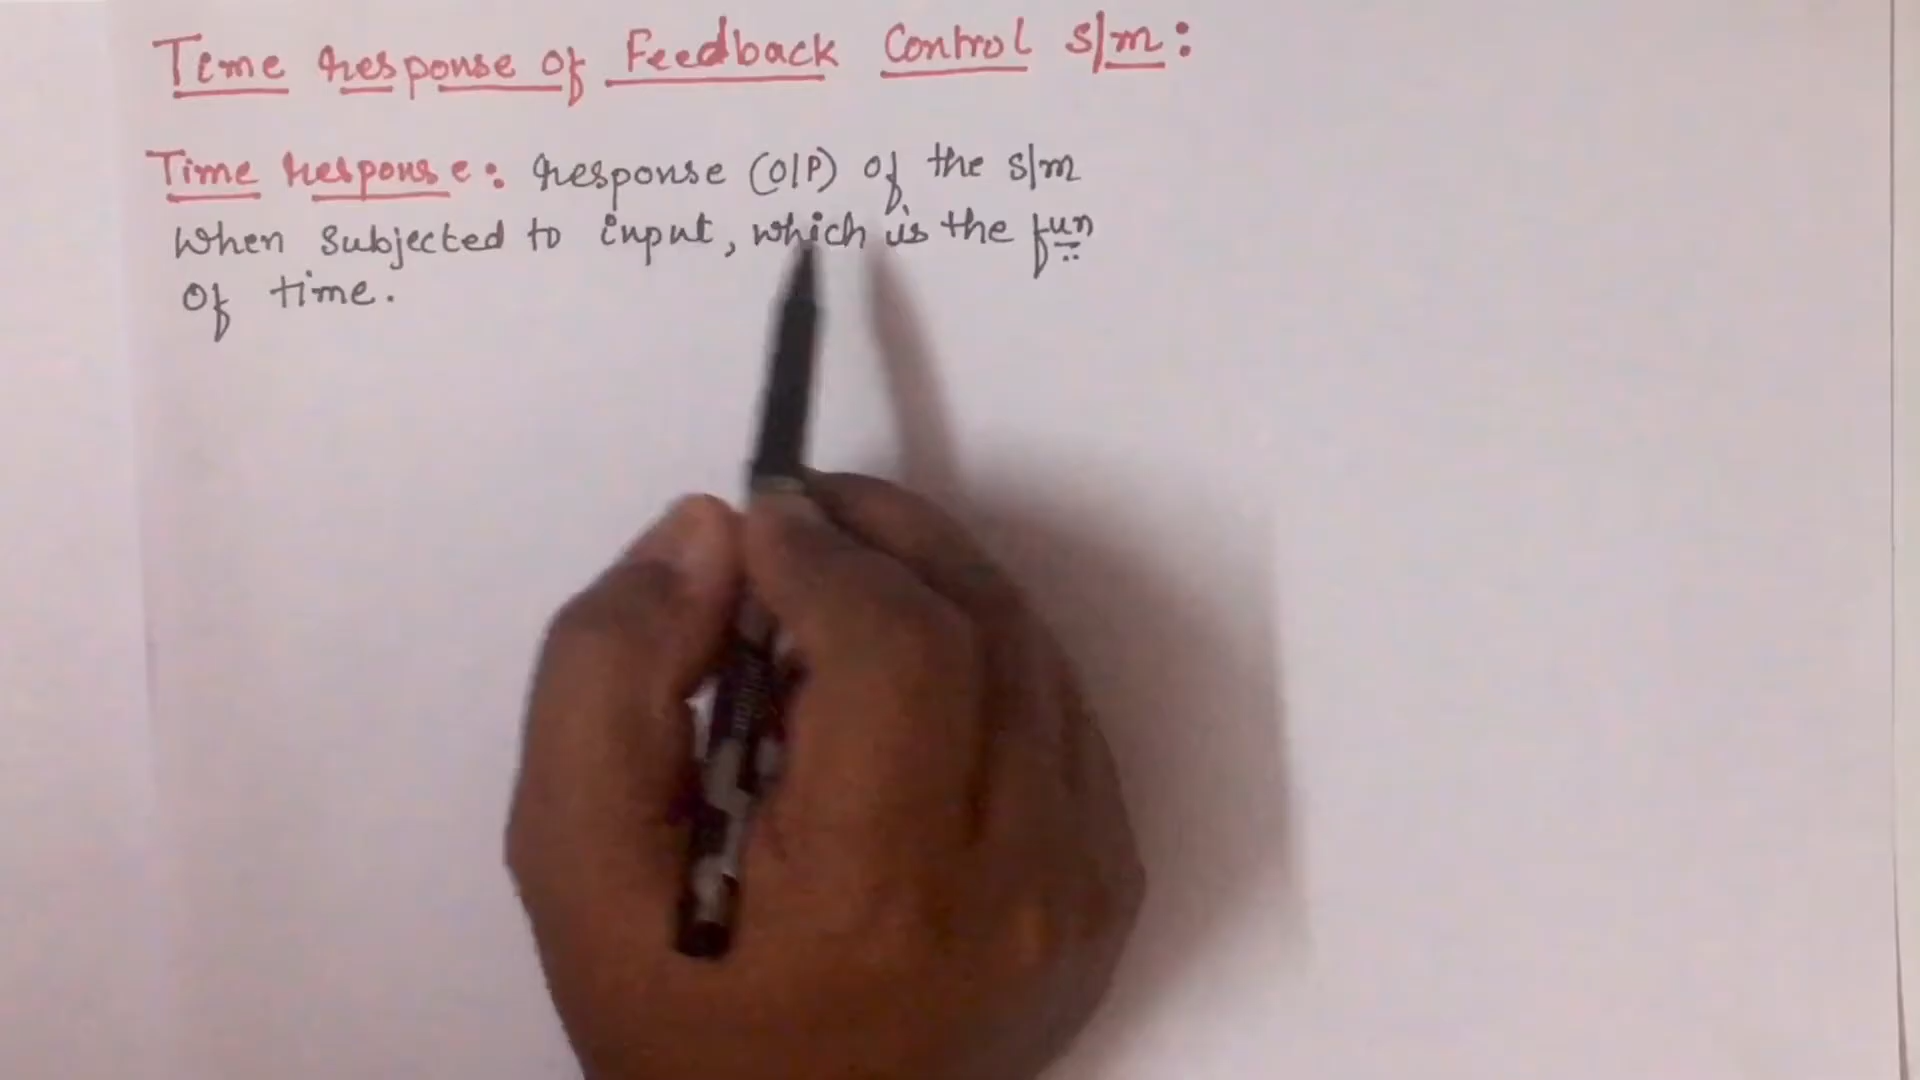 Time response of Feedback Control s/m:
Time response: response (O/P) of the s/m
when subjected to input, which is the fun
of time.